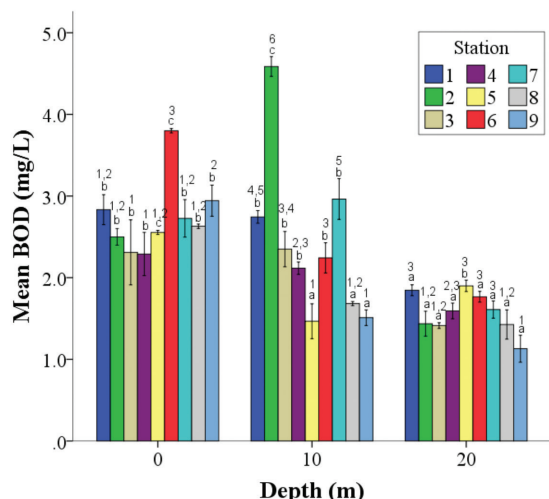 Mean BOD (mg/L)
5.0
4.0
3.0
2.0
1.0
.0
Station
1 4 7
2 5 8
3 6 9
1,2
b
1,2
b
1
b
1
b
1,2
c
3
c
1,2
b
1,2
b
2
b
4,5
b
6
c
3,4
b
2,3
b
1
a
3
b
5
b
1,2
a
1
a
3
a
1,2
a
1,2
a
2,3
a
3
b
3
a
3
a
1,2
a
1
a
0 10 20
Depth (m)